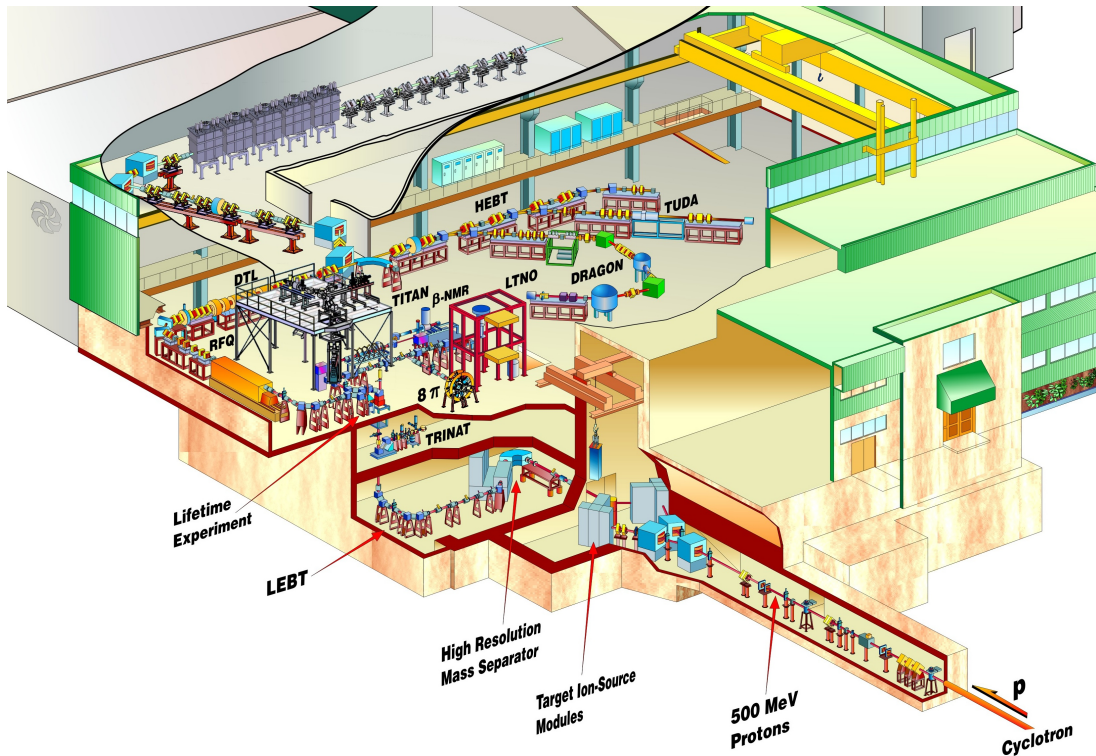 HEBT
TUDA
DTL
TITAN
β-NMR
LTNO
DRAGON
RFQ
8 π
TRINAT
Lifetime
Experiment
LEBT
High Resolution
Mass Separator
Target Ion-Source
Modules
500 MeV
Protons
p
Cyclotron